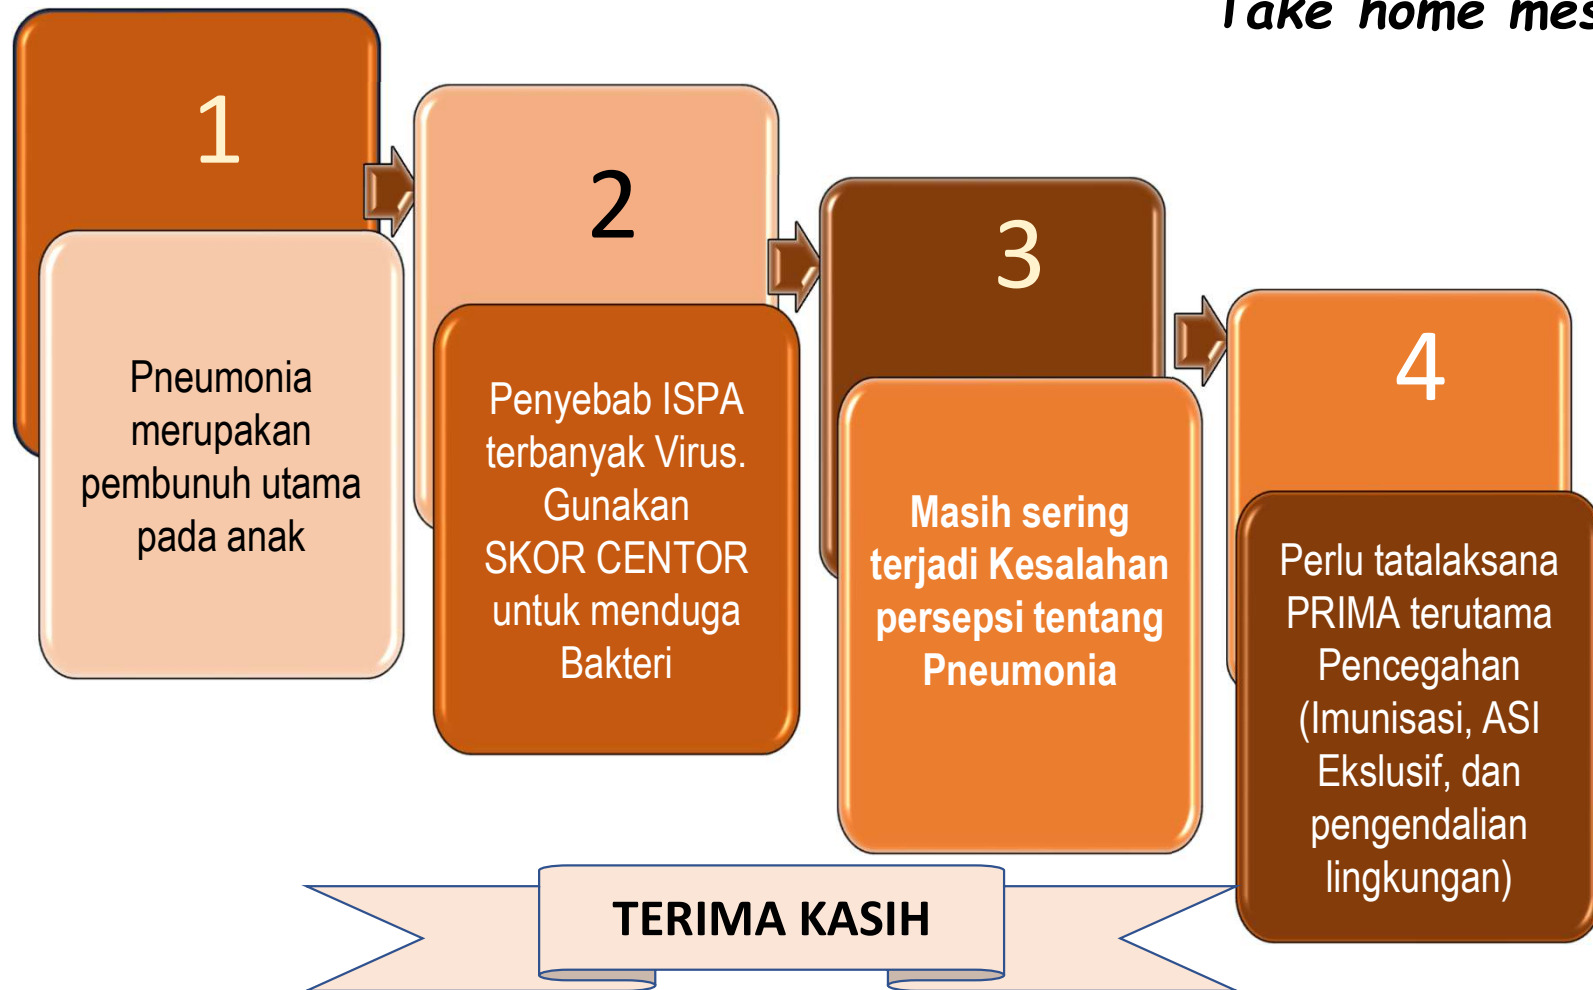 Take home mes
1
Pneumonia
merupakan
pembunuh utama
pada anak
2
Penyebab ISPA
terbanyak Virus.
Gunakan
SKOR CENTOR
untuk menduga
Bakteri
3
Masih sering
terjadi Kesalahan
persepsi tentang
Pneumonia
4
Perlu tatalaksana
PRIMA terutama
Pencegahan
(Imunisasi, ASI
Ekslusif, dan
pengendalian
lingkungan)
TERIMA KASIH